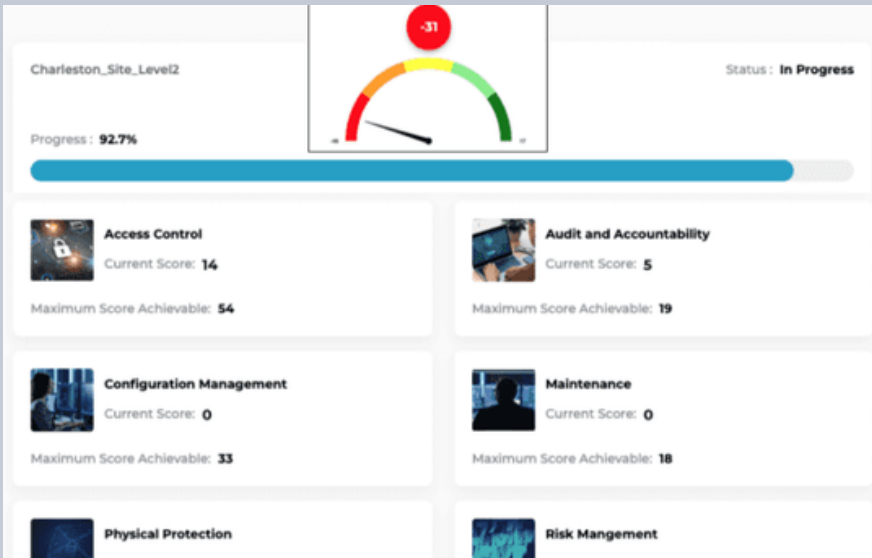 -31
Charleston_Site_Level2
Status : In Progress
Progress : 92.7%
Access Control
Current Score: 14
Maximum Score Achievable: 54
Audit and Accountability
Current Score: 5
Maximum Score Achievable: 19
Configuration Management
Current Score: 0
Maximum Score Achievable: 33
Maintenance
Current Score: 0
Maximum Score Achievable: 18
Physical Protection
Risk Mangement